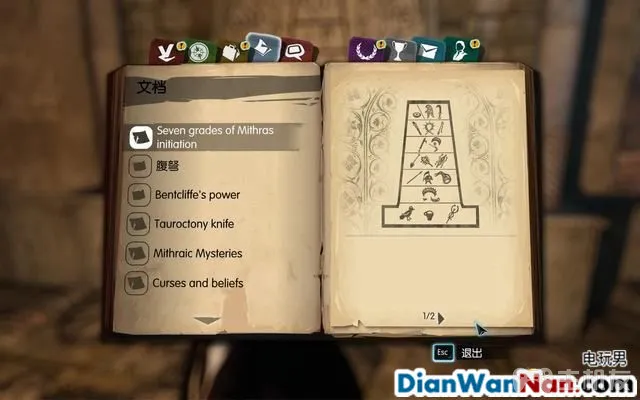 文档
Seven grades of Mithras
initiation
腹弩
Bentcliffe's power
Tauroctony knife
Mithraic Mysteries
Curses and beliefs
1/2
Esc 退出
电玩男
DianWanNan.com